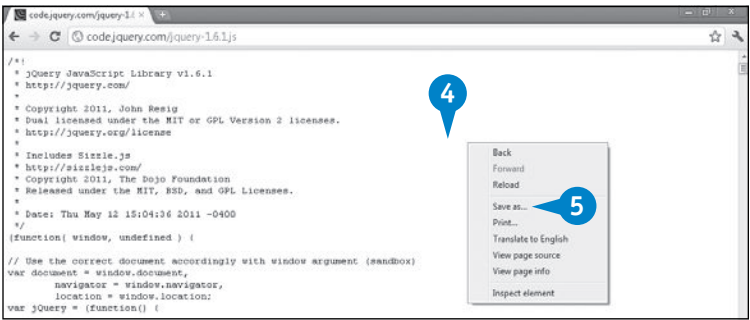 code.jquery.com/jquery-1.6
code.jquery.com/jquery-1.6.1.js
/*!
 * jQuery JavaScript Library v1.6.1
 * http://jquery.com/
 *
 * Copyright 2011, John Resig
 * Dual licensed under the MIT or GPL Version 2 licenses.
 * http://jquery.org/license
 *
 * Includes Sizzle.js
 * http://sizzlejs.com/
 * Copyright 2011, The Dojo Foundation
 * Released under the MIT, BSD, and GPL Licenses.
 *
 * Date: Thu May 12 15:04:36 2011 -0400
 */
(function( window, undefined ) {
// Use the correct document accordingly with window argument (sandbox)
var document = window.document,
navigator = window.navigator,
location = window.location;
var jQuery = (function() {
4
Back
Forward
Reload
Save as...
5
Print...
Translate to English
View page source
View page info
Inspect element